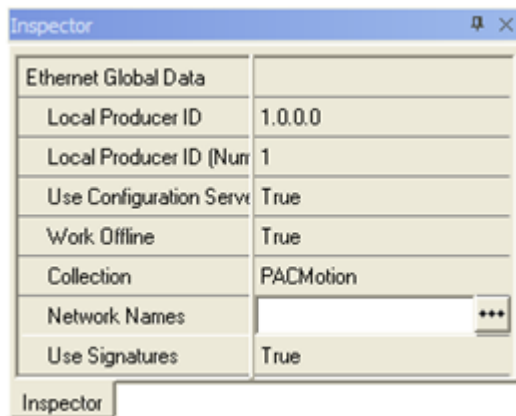 Inspector
Ethernet Global Data
Local Producer ID 1.0.0.0
Local Producer ID (Num 1
Use Configuration Serve True
Work Offline True
Collection PACMotion
Network Names
Use Signatures True
Inspector